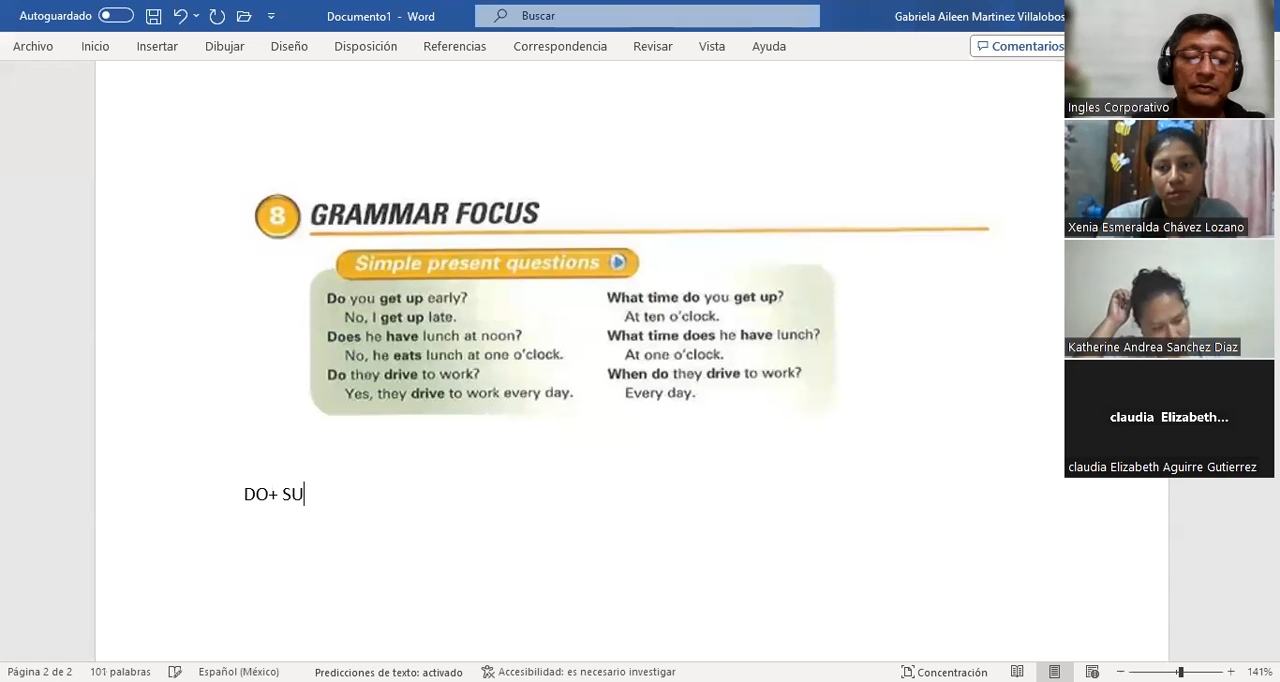 Autoguardado
Documento1 - Word
Buscar
Gabriela Aileen Martinez Villalobos
Archivo Inicio Insertar Dibujar Diseño Disposición Referencias Correspondencia Revisar Vista Ayuda
Comentarios
8 GRAMMAR FOCUS
Simple present questions
Do you get up early?
No, I get up late.
Does he have lunch at noon?
No, he eats lunch at one o'clock.
Do they drive to work?
Yes, they drive to work every day.
What time do you get up?
At ten o'clock.
What time does he have lunch?
At one o'clock.
When do they drive to work?
Every day.
DO+ SU
Ingles Corporativo
Xenia Esmeralda Chávez Lozano
Katherine Andrea Sanchez Diaz
claudia Elizabeth...
claudia Elizabeth Aguirre Gutierrez
Página 2 de 2 101 palabras Español (México) Predicciones de texto: activado Accesibilidad: es necesario investigar Concentración 141%